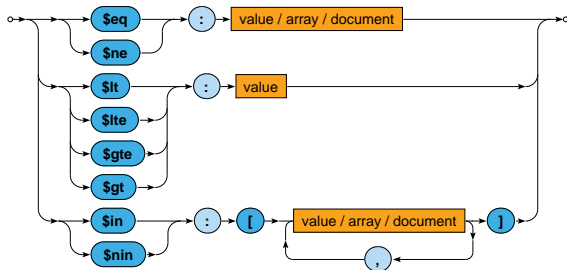 $eq : value / array / document
$ne
$lt : value
$lte
$gte
$gt
$in : [ value / array / document ]
$nin ,